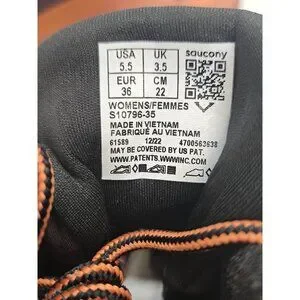 USA UK saucony
5.5 3.5
EUR CM
36 22
WOMENS/FEMMES
S10796-35
MADE IN VIETNAM
FABRIQUÉ AU VIETNAM
61589 12/22 4700563638
MAY BE COVERED BY US PAT.
WWW.PATENTS.WWWINC.COM